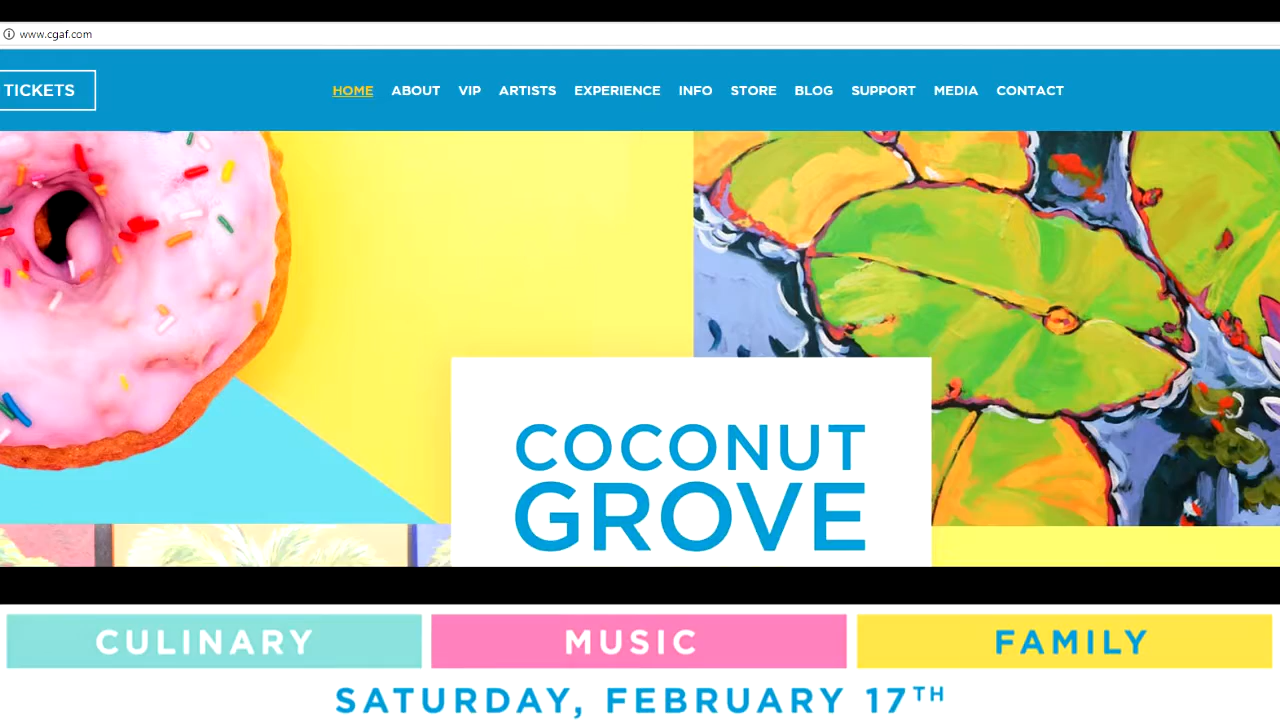 www.cgaf.com
TICKETS
HOME ABOUT VIP ARTISTS EXPERIENCE INFO STORE BLOG SUPPORT MEDIA CONTACT
COCONUT
GROVE
CULINARY MUSIC FAMILY
SATURDAY, FEBRUARY 17TH